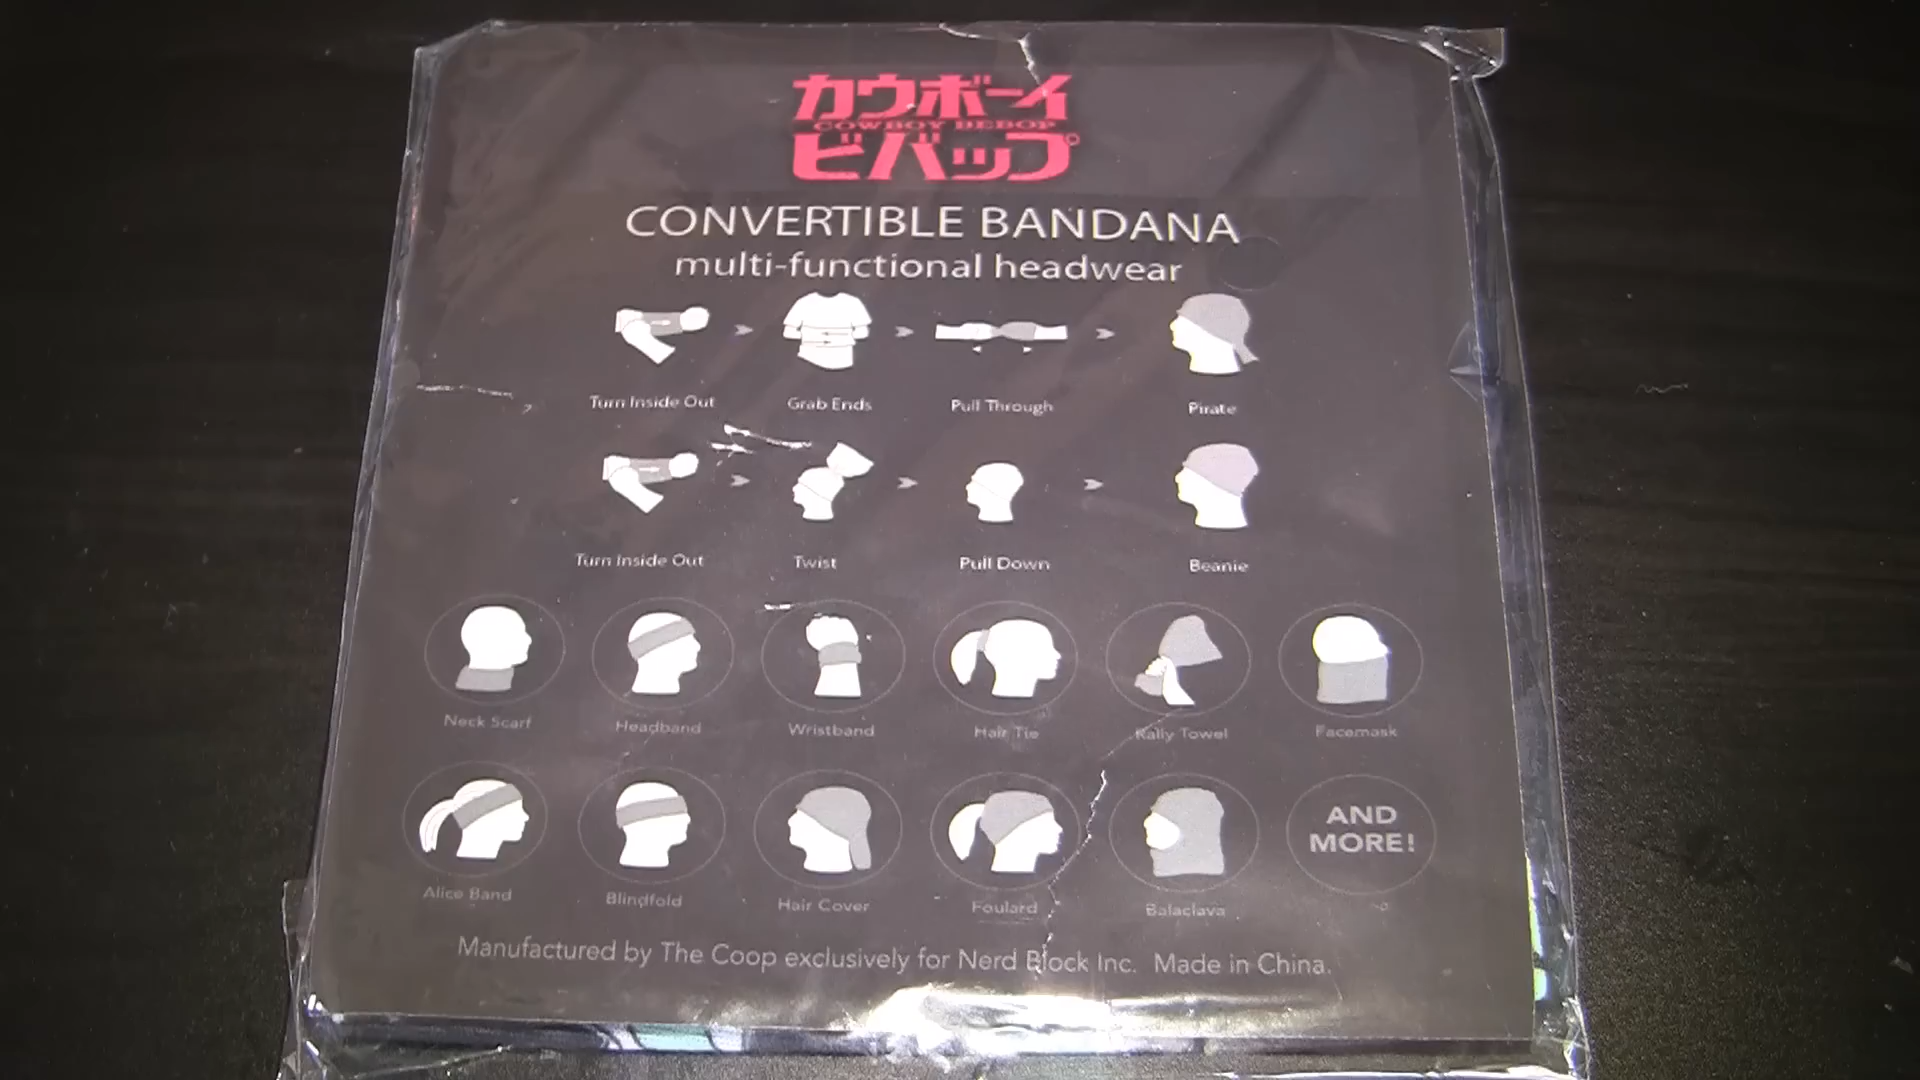 カウボーイ
COWBOY BEBOP
ビバップ
CONVERTIBLE BANDANA
multi-functional headwear
Turn Inside Out
Grab Ends
Pull Through
Pirate
Turn Inside Out
Twist
Pull Down
Beanie
Neck Scarf
Headband
Wristband
Hair Tie
Rally Towel
Facemask
AND
MORE!
Alice Band
Blindfold
Hair Cover
Foulard
Balaclava
Manufactured by The Coop exclusively for Nerd Block Inc. Made in China.